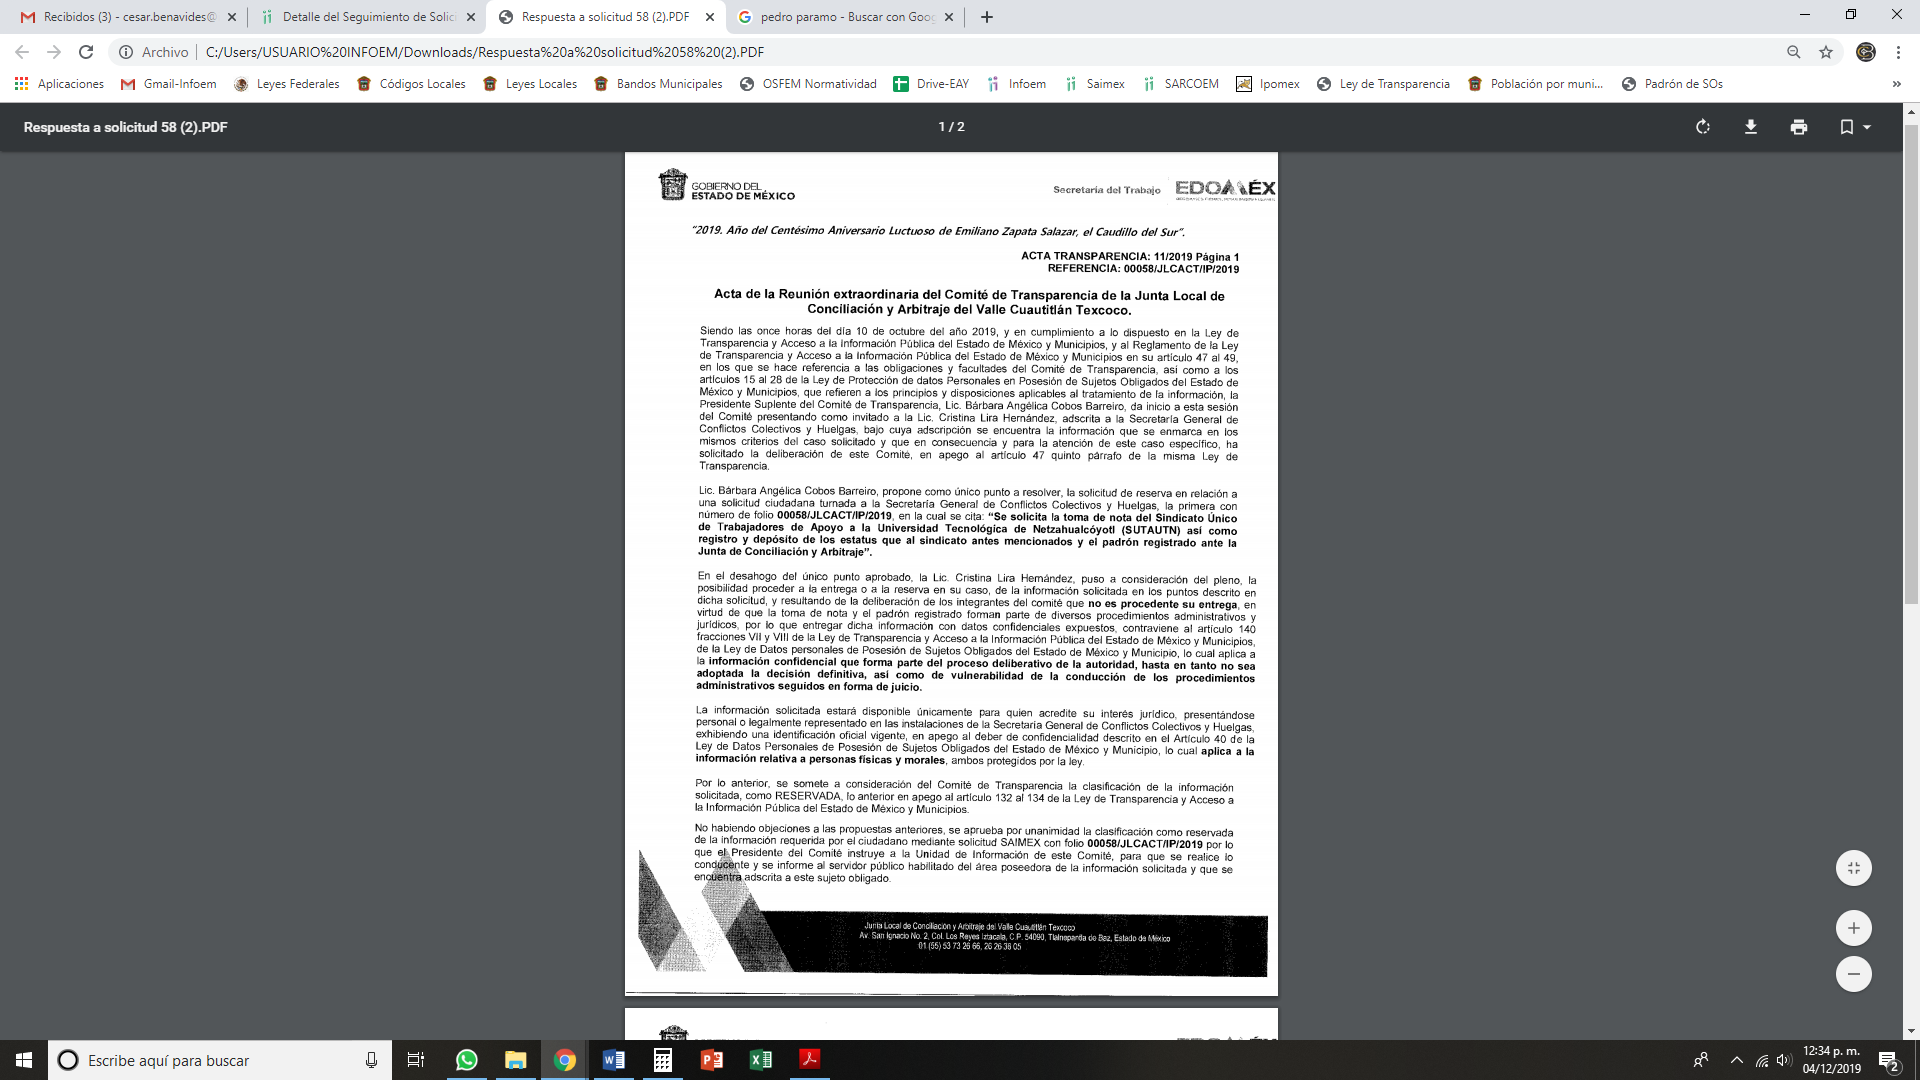 Recibidos (3) - cesar.benavides@
Detalle del Seguimiento de Solici
Respuesta a solicitud 58 (2).PDF
pedro paramo - Buscar con Goog
Archivo
C:/Users/USUARIO%20INFOEM/Downloads/Respuesta%20a%20solicitud%2058%20(2).PDF
Aplicaciones
Gmail-Infoem
Leyes Federales
Códigos Locales
Leyes Locales
Bandos Municipales
OSFEM Normatividad
Drive-EAY
Infoem
Saimex
SARCOEM
Ipomex
Ley de Transparencia
Población por muni...
Padrón de SOs
»
Respuesta a solicitud 58 (2).PDF
1 / 2
GOBIERNO DEL
ESTADO DE MÉXICO
Secretaría del Trabajo
EDOMÉX
"2019. Año del Centésimo Aniversario Luctuoso de Emiliano Zapata Salazar, el Caudillo del Sur".
ACTA TRANSPARENCIA: 11/2019 Página 1
REFERENCIA: 00058/JLCACT/IP/2019
Acta de la Reunión extraordinaria del Comité de Transparencia de la Junta Local de
Conciliación y Arbitraje del Valle Cuautitlán Texcoco.
Siendo las once horas del día 10 de octubre del año 2019, y en cumplimiento a lo dispuesto en la Ley de
Transparencia y Acceso a la Información Pública del Estado de México y Municipios, y al Reglamento de la Ley
de Transparencia y Acceso a la Información Pública del Estado de México y Municipios en su artículo 47 al 49,
en los que se hace referencia a las obligaciones y facultades del Comité de Transparencia, así como a los
artículos 15 al 28 de la Ley de Protección de datos Personales en Posesión de Sujetos Obligados del Estado de
México y Municipios, que refieren a los principios y disposiciones aplicables al tratamiento de la información, la
Presidente Suplente del Comité de Transparencia, Lic. Bárbara Angélica Cobos Barreiro, da inicio a esta sesión
del Comité presentando como invitado a la Lic. Cristina Lira Hernández, adscrita a la Secretaría General de
Conflictos Colectivos y Huelgas, bajo cuya adscripción se encuentra la información que se enmarca en los
mismos criterios del caso solicitado y que en consecuencia y para la atención de este caso específico, ha
solicitado la deliberación de este Comité, en apego al artículo 47 quinto párrafo de la misma Ley de
Transparencia.
Lic. Bárbara Angélica Cobos Barreiro, propone como único punto a resolver, la solicitud de reserva en relación a
una solicitud ciudadana turnada a la Secretaría General de Conflictos Colectivos y Huelgas, la primera con
número de folio 00058/JLCACT/IP/2019, en la cual se cita: "Se solicita la toma de nota del Sindicato Único
de Trabajadores de Apoyo a la Universidad Tecnológica de Netzahualcóyotl (SUTAUTN) así como
registro y depósito de los estatus que al sindicato antes mencionados y el padrón registrado ante la
Junta de Conciliación y Arbitraje".
En el desahogo del único punto aprobado, la Lic. Cristina Lira Hernández, puso a consideración del pleno, la
posibilidad proceder a la entrega o a la reserva en su caso, de la información solicitada en los puntos descrito en
dicha solicitud, y resultando de la deliberación de los integrantes del comité que no es procedente su entrega, en
virtud de que la toma de nota y el padrón registrado forman parte de diversos procedimientos administrativos y
jurídicos, por lo que entregar dicha información con datos confidenciales expuestos, contraviene al artículo 140
fracciones VII y VIII de la Ley de Transparencia y Acceso a la Información Pública del Estado de México y Municipios,
de la Ley de Datos personales de Posesión de Sujetos Obligados del Estado de México y Municipio, lo cual aplica a
la información confidencial que forma parte del proceso deliberativo de la autoridad, hasta en tanto no sea
adoptada la decisión definitiva, así como de vulnerabilidad de la conducción de los procedimientos
administrativos seguidos en forma de juicio.
La información solicitada estará disponible únicamente para quien acredite su interés jurídico, presentándose
personal o legalmente representado en las instalaciones de la Secretaría General de Conflictos Colectivos y Huelgas,
exhibiendo una identificación oficial vigente, en apego al deber de confidencialidad descrito en el Artículo 40 de la
Ley de Datos Personales de Posesión de Sujetos Obligados del Estado de México y Municipio, lo cual aplica a la
información relativa a personas físicas y morales, ambos protegidos por la ley.
Por lo anterior, se somete a consideración del Comité de Transparencia la clasificación de la información
solicitada, como RESERVADA, lo anterior en apego al artículo 132 al 134 de la Ley de Transparencia y Acceso a
la Información Pública del Estado de México y Municipios.
No habiendo objeciones a las propuestas anteriores, se aprueba por unanimidad la clasificación como reservada
de la información requerida por el ciudadano mediante solicitud SAIMEX con folio 00058/JLCACT/IP/2019 por lo
que el Presidente del Comité instruye a la Unidad de Información de este Comité, para que se realice lo
conducente y se informe al servidor público habilitado del área poseedora de la información solicitada y que se
encuentra adscrita a este sujeto obligado.
Junta Local de Conciliación y Arbitraje del Valle Cuautitlán Texcoco
Av. San Ignacio No. 2, Col. Los Reyes Iztacala, C.P. 54090, Tlalnepantla de Baz, Estado de México
01 (55) 53 73 26 66, 26 26 36 05
Escribe aquí para buscar
12:34 p. m.
04/12/2019
2